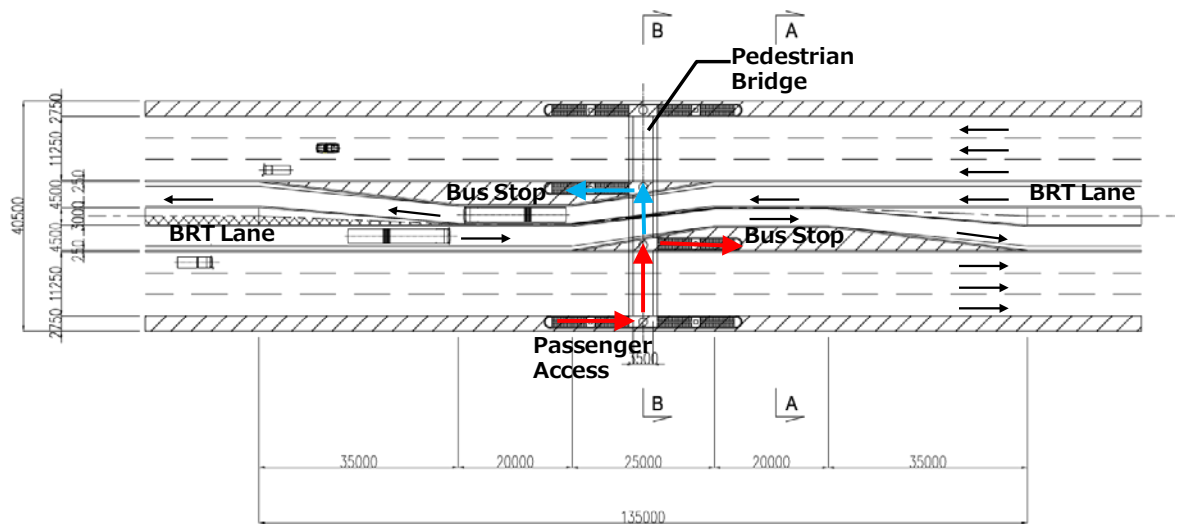 B
A
Pedestrian
Bridge
2750
11250
250
4500
3000
4500
250
11250
2750
40500
Bus Stop
BRT Lane
BRT Lane
Bus Stop
Passenger
Access
3500
B
A
35000
20000
25000
20000
35000
135000